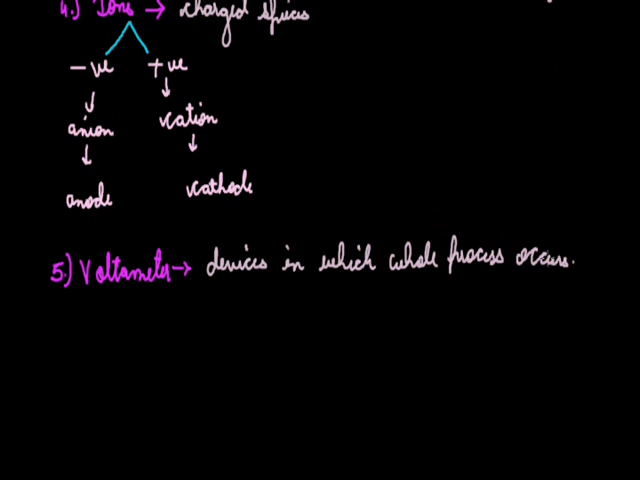 4.) Ions → charged species
- ve + ve
↓ ↓
anion cation
↓ ↓
anode cathode
5.) Voltameter → devices in which whole process occurs.